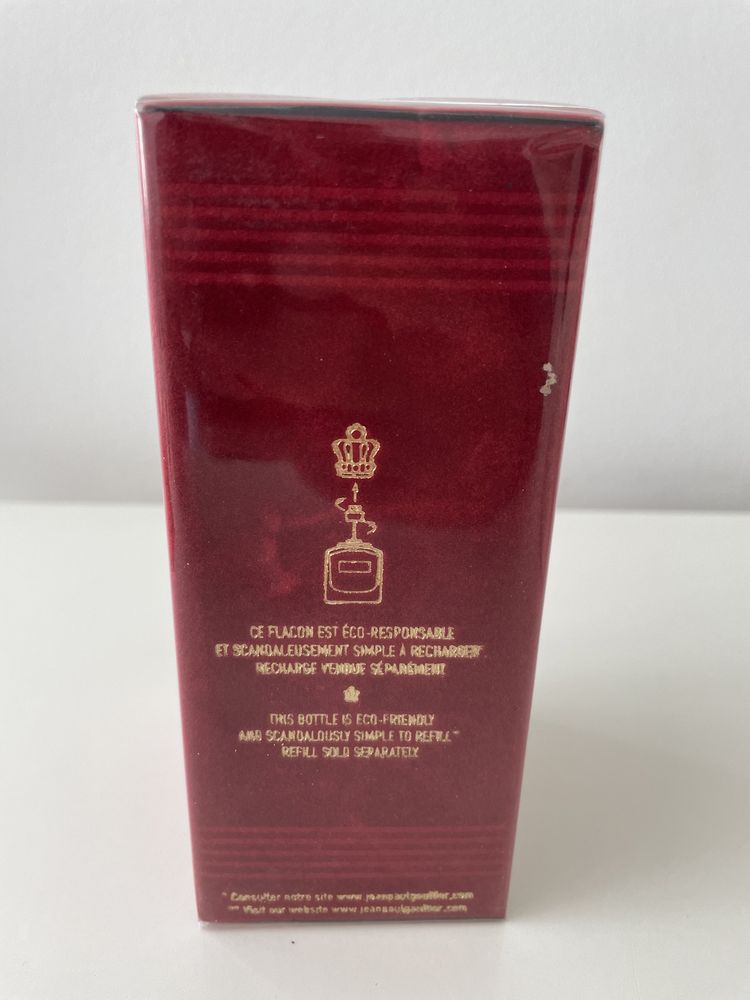 CE FLACON EST ÉCO-RESPONSABLE
ET SCANDALEUSEMENT SIMPLE À RECHARGER*
RECHARGE VENDUE SÉPARÉMENT
THIS BOTTLE IS ECO-FRIENDLY
AND SCANDALOUSLY SIMPLE TO REFILL**
REFILL SOLD SEPARATELY
* Consulter notre site www.jeanpaulgaultier.com
** Visit our website www.jeanpaulgaultier.com